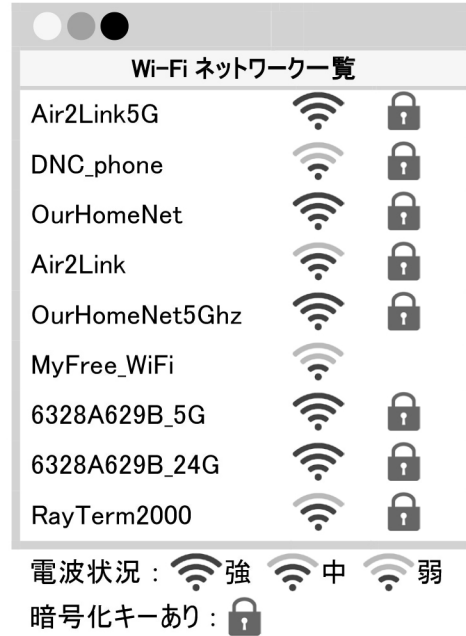 Wi-Fi ネットワーク一覧
Air2Link5G
DNC_phone
OurHomeNet
Air2Link
OurHomeNet5Ghz
MyFree_WiFi
6328A629B_5G
6328A629B_24G
RayTerm2000
電波状況：強 中 弱
暗号化キーあり：